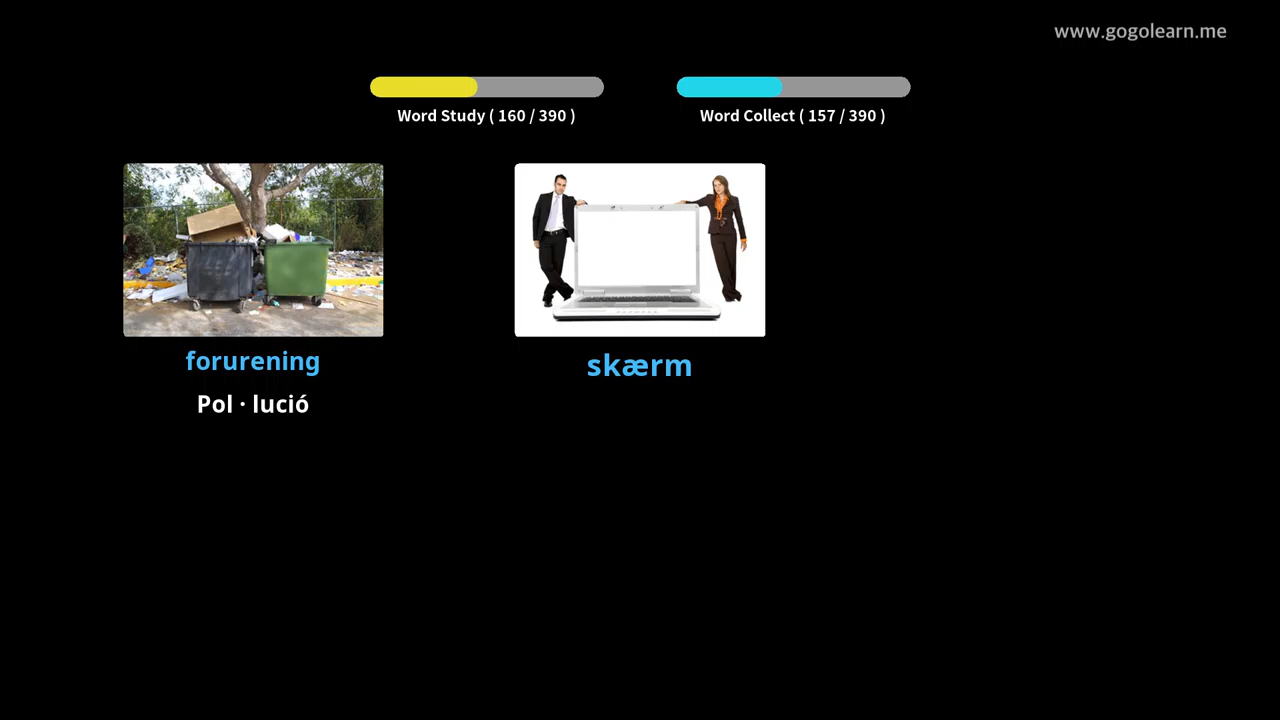 www.gogolearn.me
Word Study ( 160 / 390 )
Word Collect ( 157 / 390 )
forurening
Pol · lució
skærm